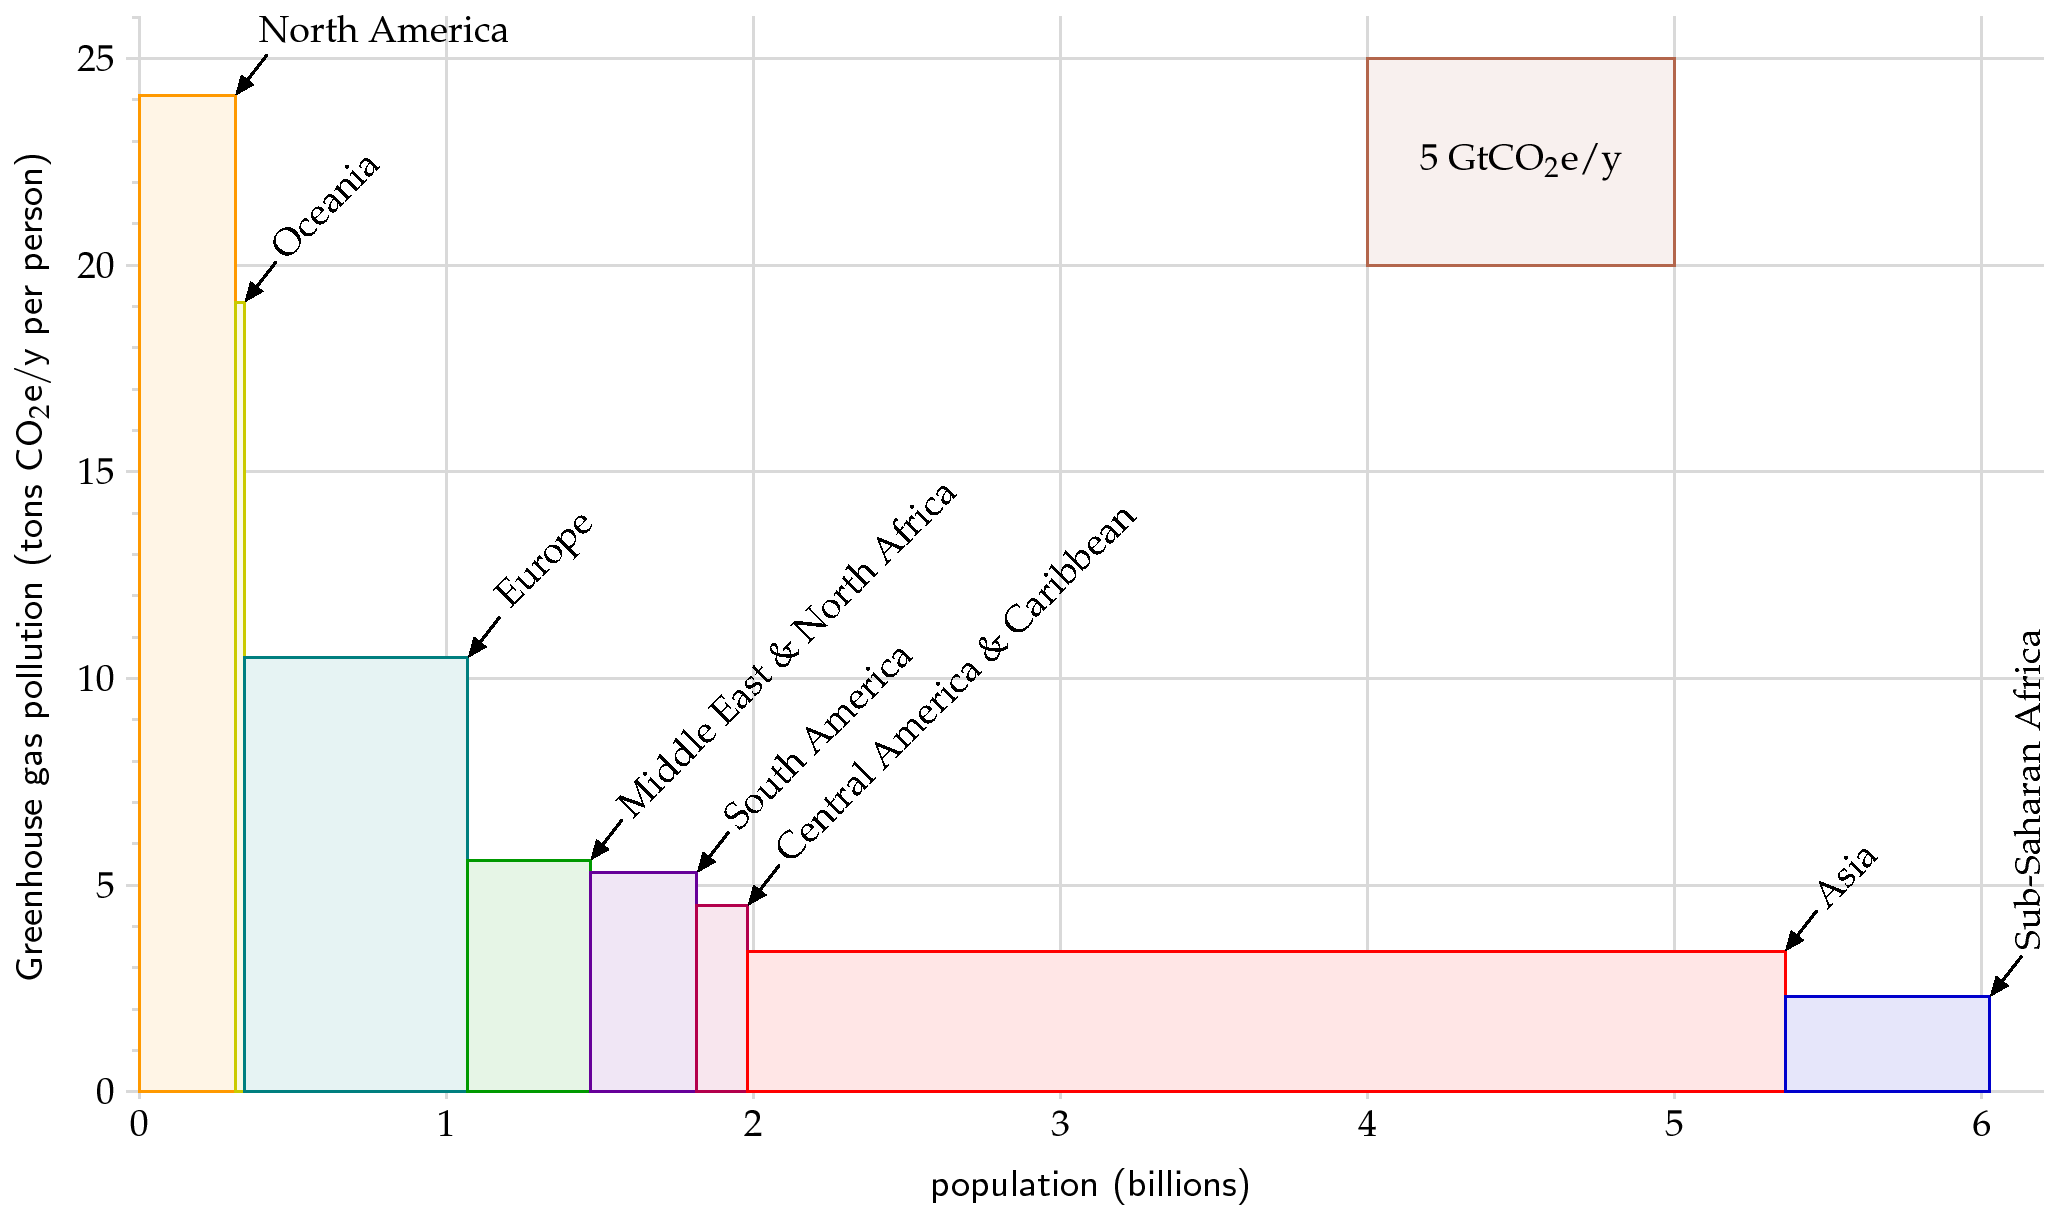 North America
25
5 GtCO₂e/y
Oceania
20
Greenhouse gas pollution (tons CO₂e/y per person)
15
Europe
Middle East & North Africa
South America
Central America & Caribbean
10
Sub-Saharan Africa
Asia
5
0
0 1 2 3 4 5 6
population (billions)